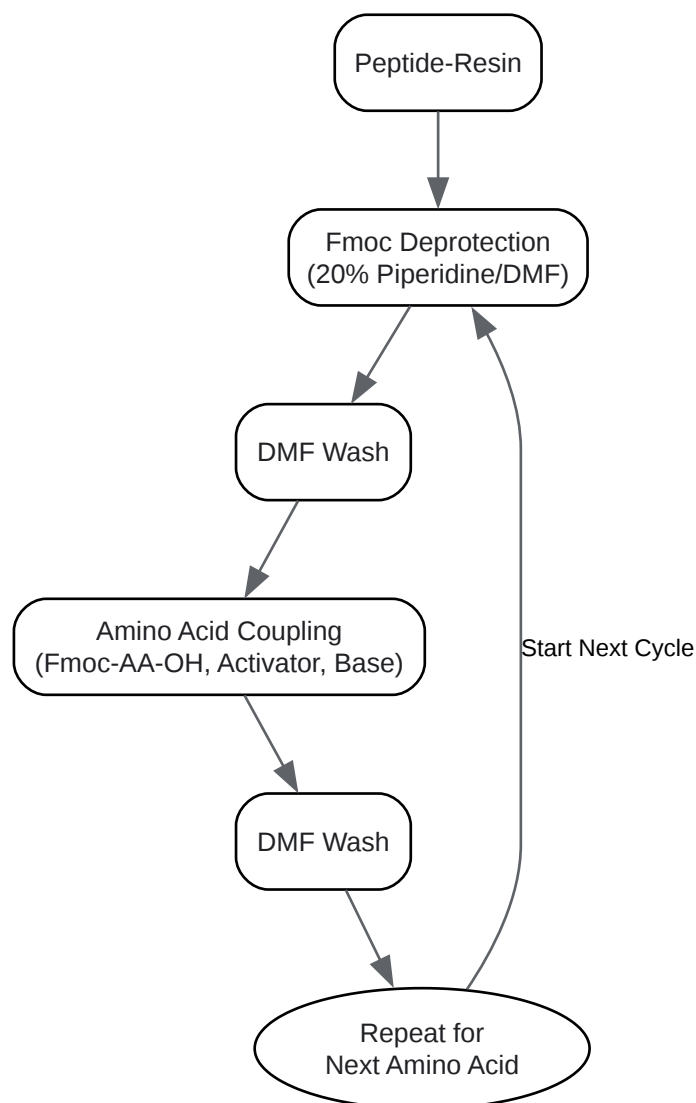 Peptide-Resin
Fmoc Deprotection
(20% Piperidine/DMF)
DMF Wash
Amino Acid Coupling
(Fmoc-AA-OH, Activator, Base)
Start Next Cycle
DMF Wash
Repeat for
Next Amino Acid